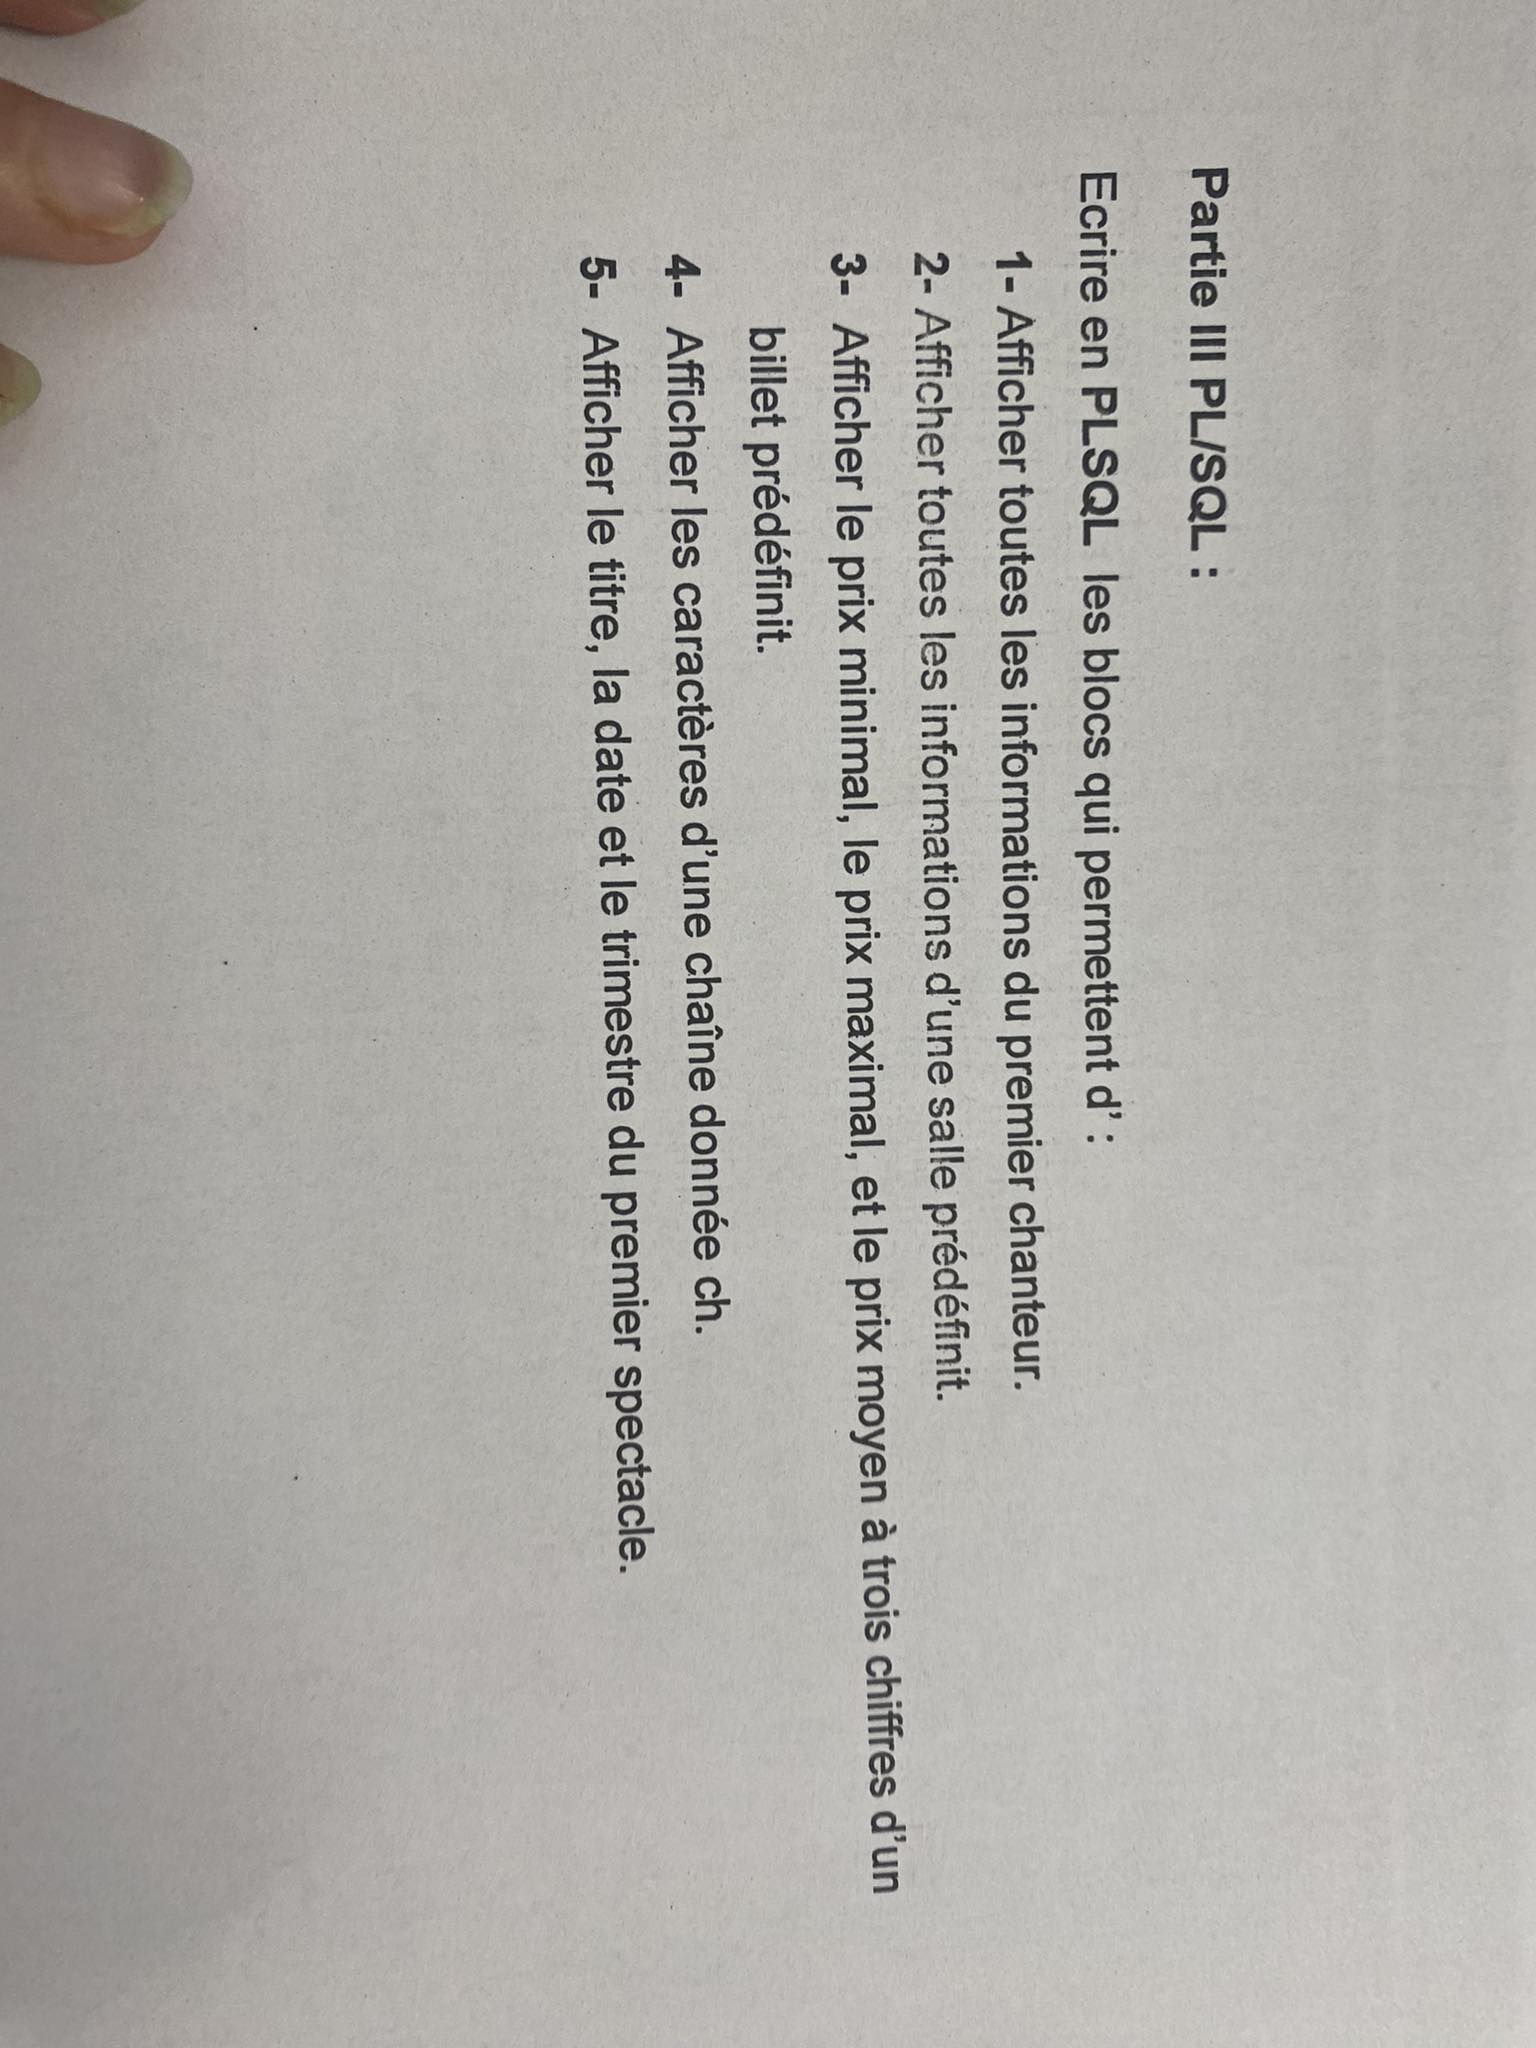 Partie III PL/SQL :
Ecrire en PLSQL les blocs qui permettent d' :
1- Afficher toutes les informations du premier chanteur.
2- Afficher toutes les informations d'une salle prédéfinit.
3- Afficher le prix minimal, le prix maximal, et le prix moyen à trois chiffres d'un
billet prédéfinit.
4- Afficher les caractères d'une chaîne donnée ch.
5- Afficher le titre, la date et le trimestre du premier spectacle.